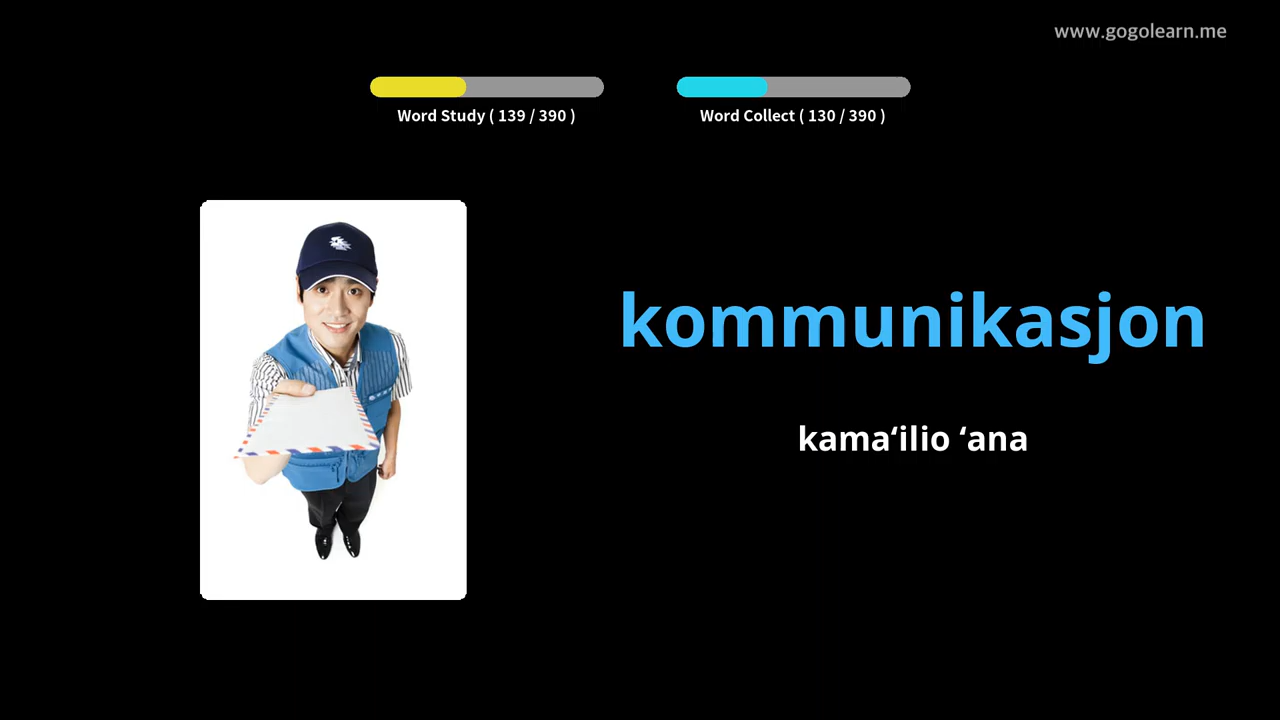 www.gogolearn.me
Word Study ( 139 / 390 )
Word Collect ( 130 / 390 )
kommunikasjon
kamaʻilio ʻana